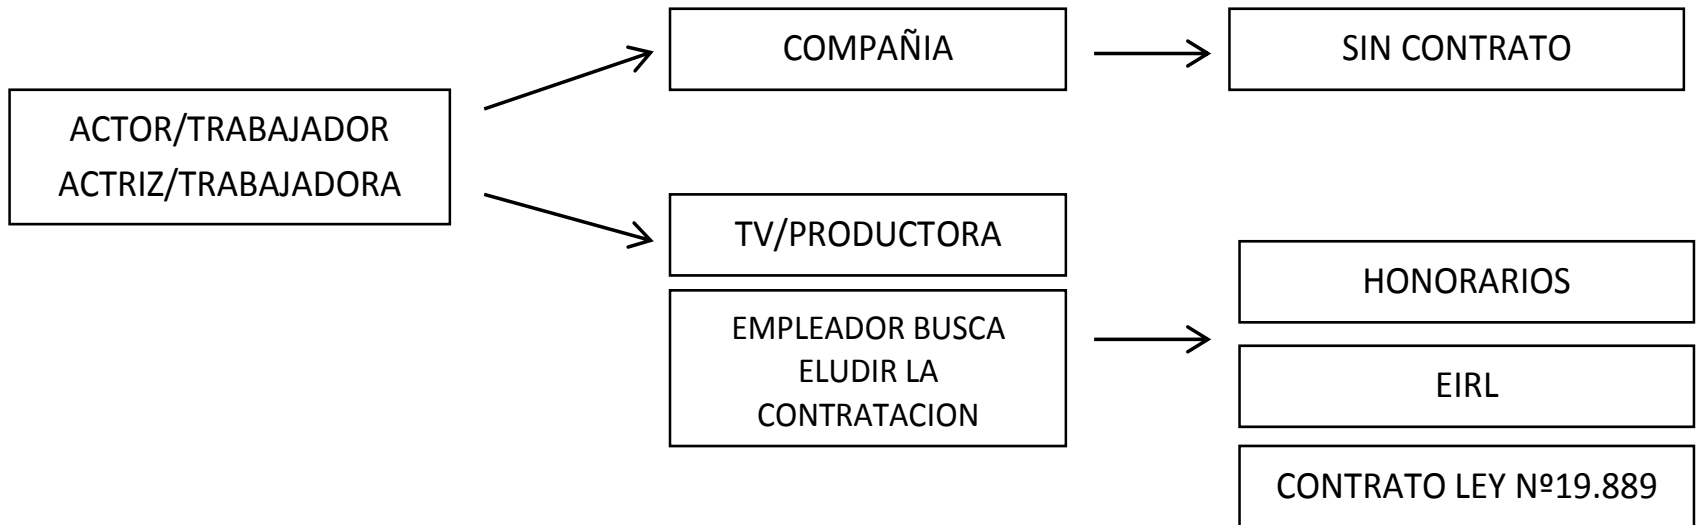 COMPAÑIA
SIN CONTRATO
ACTOR/TRABAJADOR
ACTRIZ/TRABAJADORA
TV/PRODUCTORA
EMPLEADOR BUSCA
ELUDIR LA
CONTRATACION
HONORARIOS
EIRL
CONTRATO LEY Nº19.889